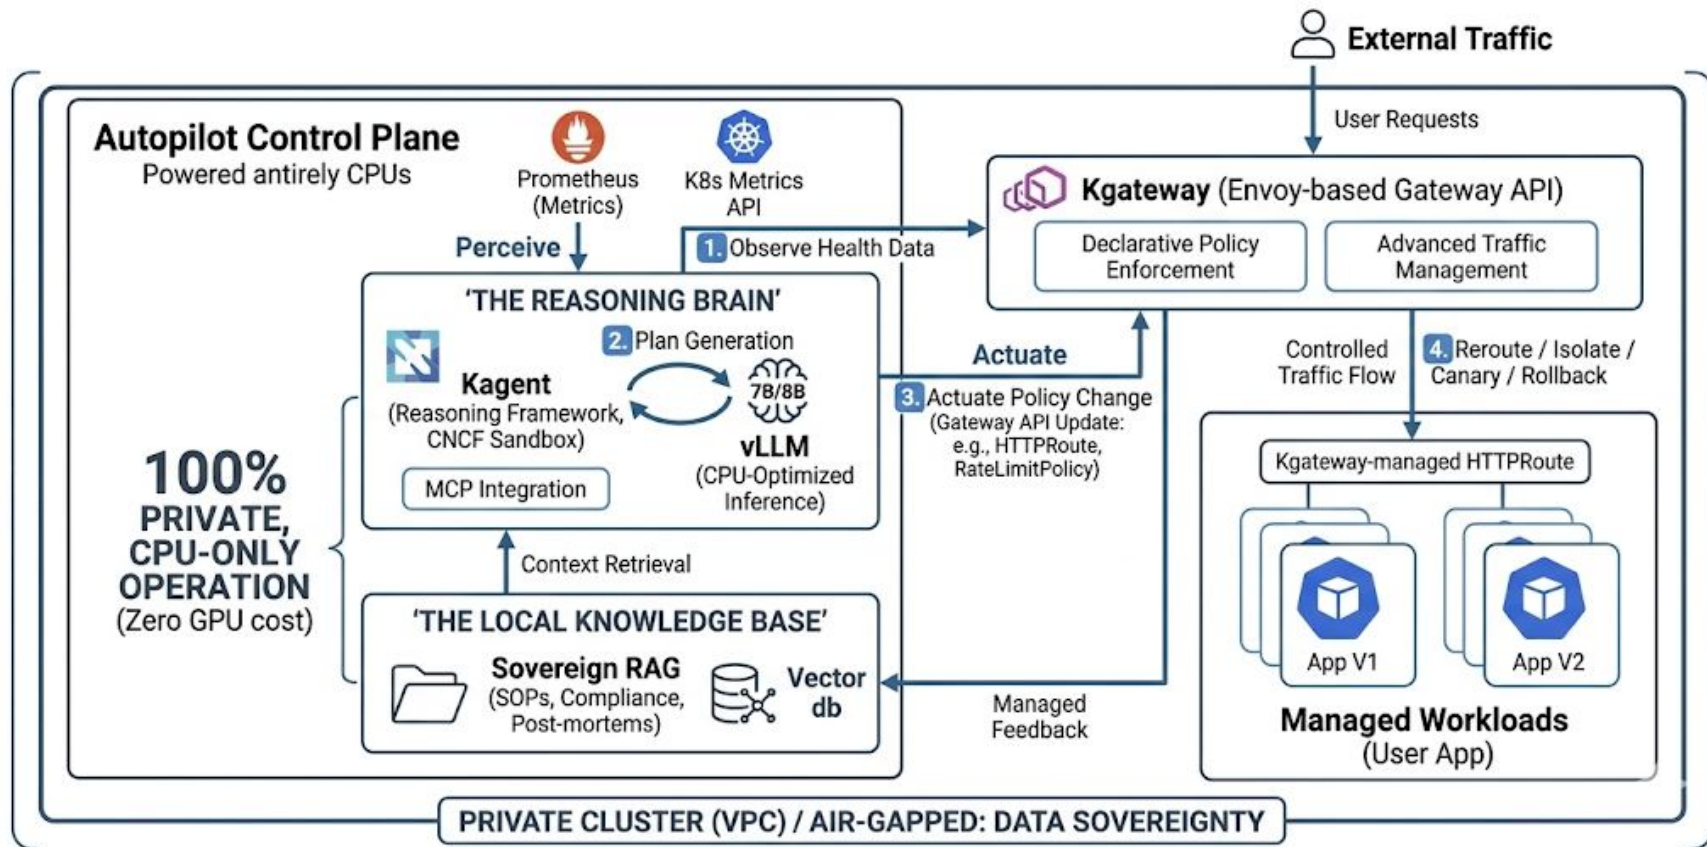 External Traffic
User Requests
Autopilot Control Plane
Powered antirely CPUs
Prometheus
(Metrics)
K8s Metrics
API
Perceive
1. Observe Health Data
Kgateway (Envoy-based Gateway API)
Declarative Policy
Enforcement
Advanced Traffic
Management
'THE REASONING BRAIN'
2. Plan Generation
Kagent
(Reasoning Framework,
CNCF Sandbox)
MCP Integration
7B/8B
vLLM
(CPU-Optimized
Inference)
Actuate
3. Actuate Policy Change
(Gateway API Update:
e.g., HTTPRoute,
RateLimitPolicy)
Controlled
Traffic Flow
4. Reroute / Isolate /
Canary / Rollback
100%
PRIVATE,
CPU-ONLY
OPERATION
(Zero GPU cost)
Context Retrieval
'THE LOCAL KNOWLEDGE BASE'
Sovereign RAG
(SOPs, Compliance,
Post-mortems)
Vector
db
Managed
Feedback
Kgateway-managed HTTPRoute
App V1
App V2
Managed Workloads
(User App)
PRIVATE CLUSTER (VPC) / AIR-GAPPED: DATA SOVEREIGNTY